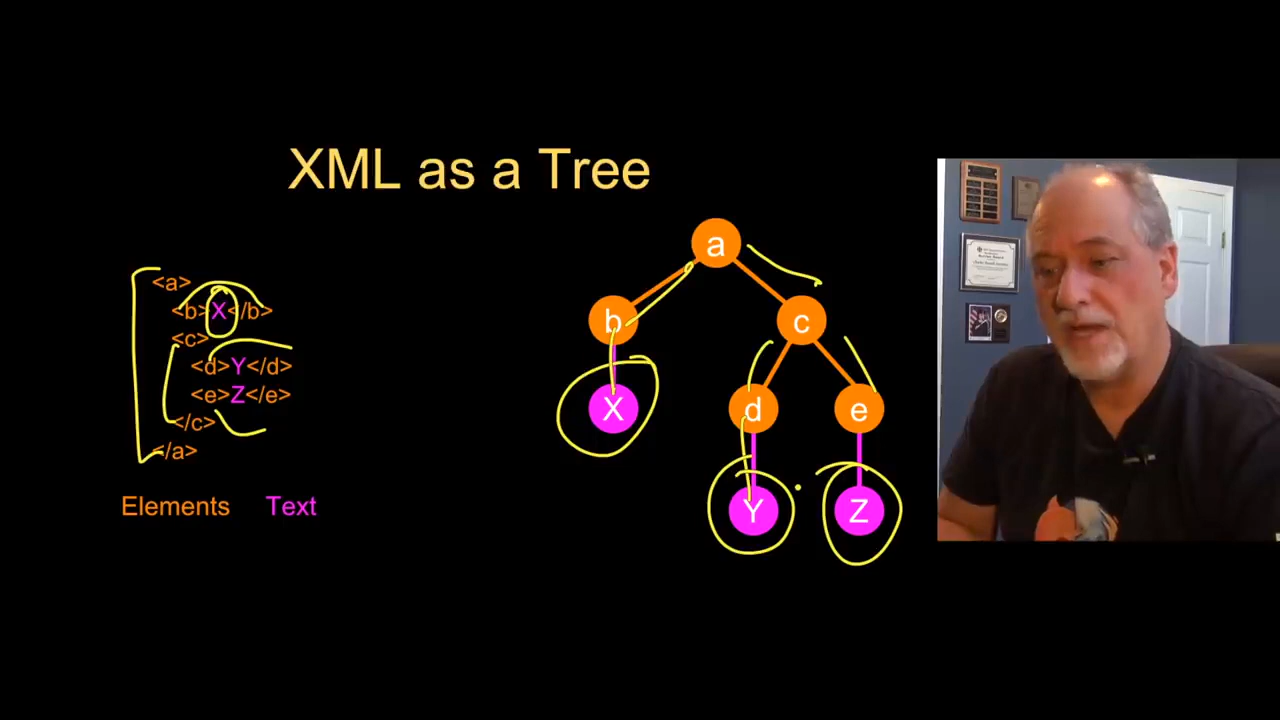 XML as a Tree
<a>
<b>X</b>
<c>
<d>Y</d>
<e>Z</e>
</c>
</a>
Elements Text
a
b c
X d e
Y Z